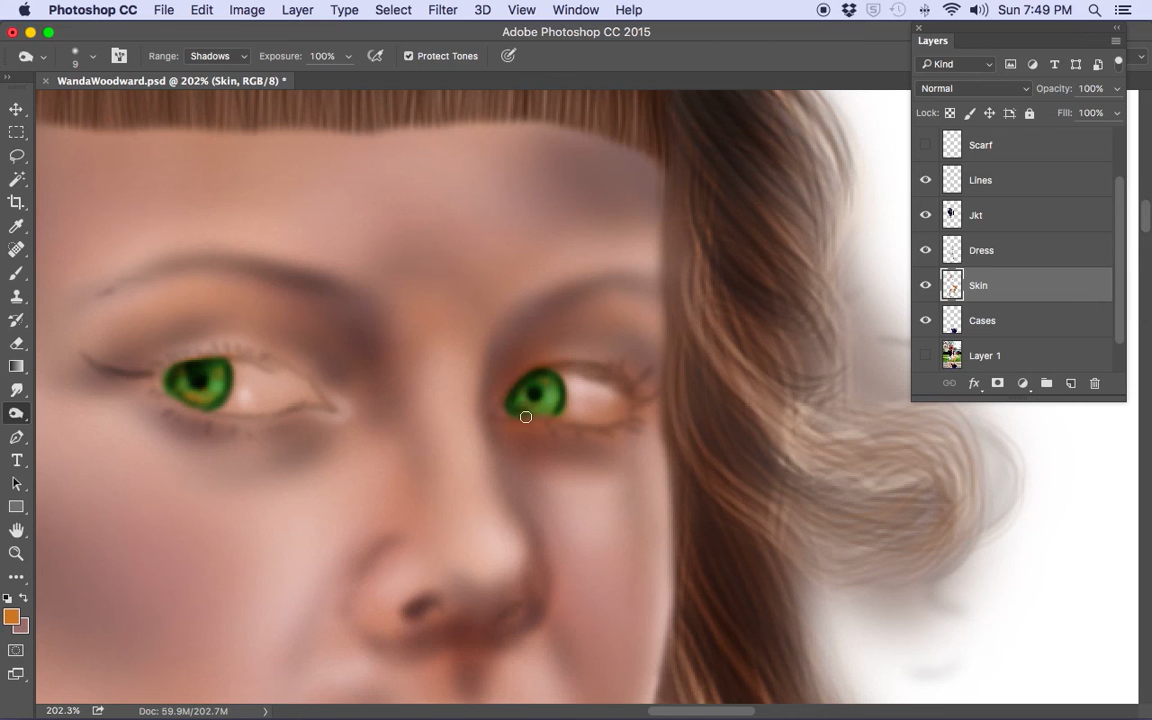 Photoshop CC File Edit Image Layer Type Select Filter 3D View Window Help Sun 7:49 PM
Adobe Photoshop CC 2015
9 Range: Shadows Exposure: 100% Protect Tones
WandaWoodward.psd @ 202% (Skin, RGB/8) *
Layers
Kind
Normal Opacity: 100%
Lock: Fill: 100%
Scarf
Lines
Jkt
Dress
Skin
Cases
Layer 1
fx
202.3% Doc: 59.9M/202.7M